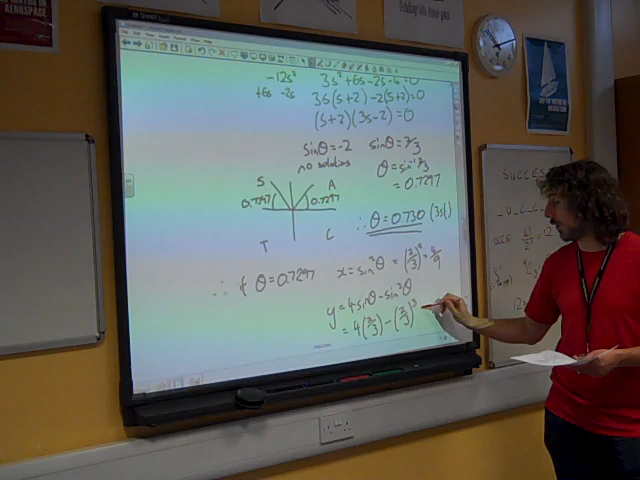 AEROSPACE
-12s²
+6s -2s
3s² + 6s - 2s - 4 = 0
3s(s+2) - 2(s+2) = 0
(s+2)(3s-2) = 0
sinθ = -2 sinθ = 2/3
no solutions θ = sin⁻¹ 2/3
= 0.7297
S A
0.7297 0.7297
T C
∴ θ = 0.730 (3sf)
∴ if θ = 0.7297 x = sin²θ = (2/3)² = 4/9
y = 4sinθ - sin³θ
= 4(2/3) - (2/3)³
SUCCES